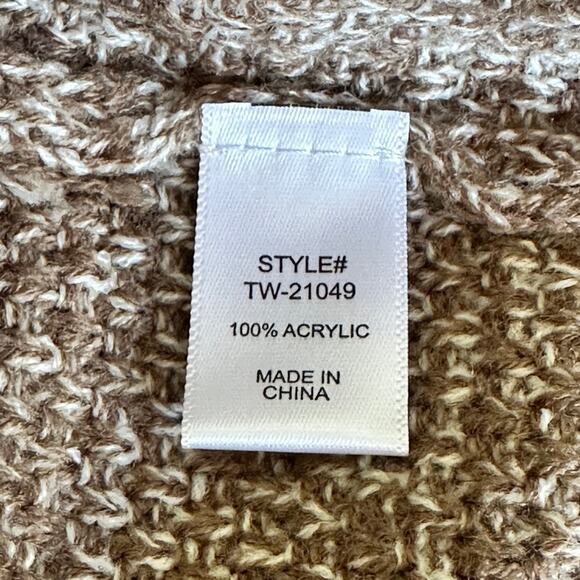 STYLE#
TW-21049
100% ACRYLIC
MADE IN
CHINA